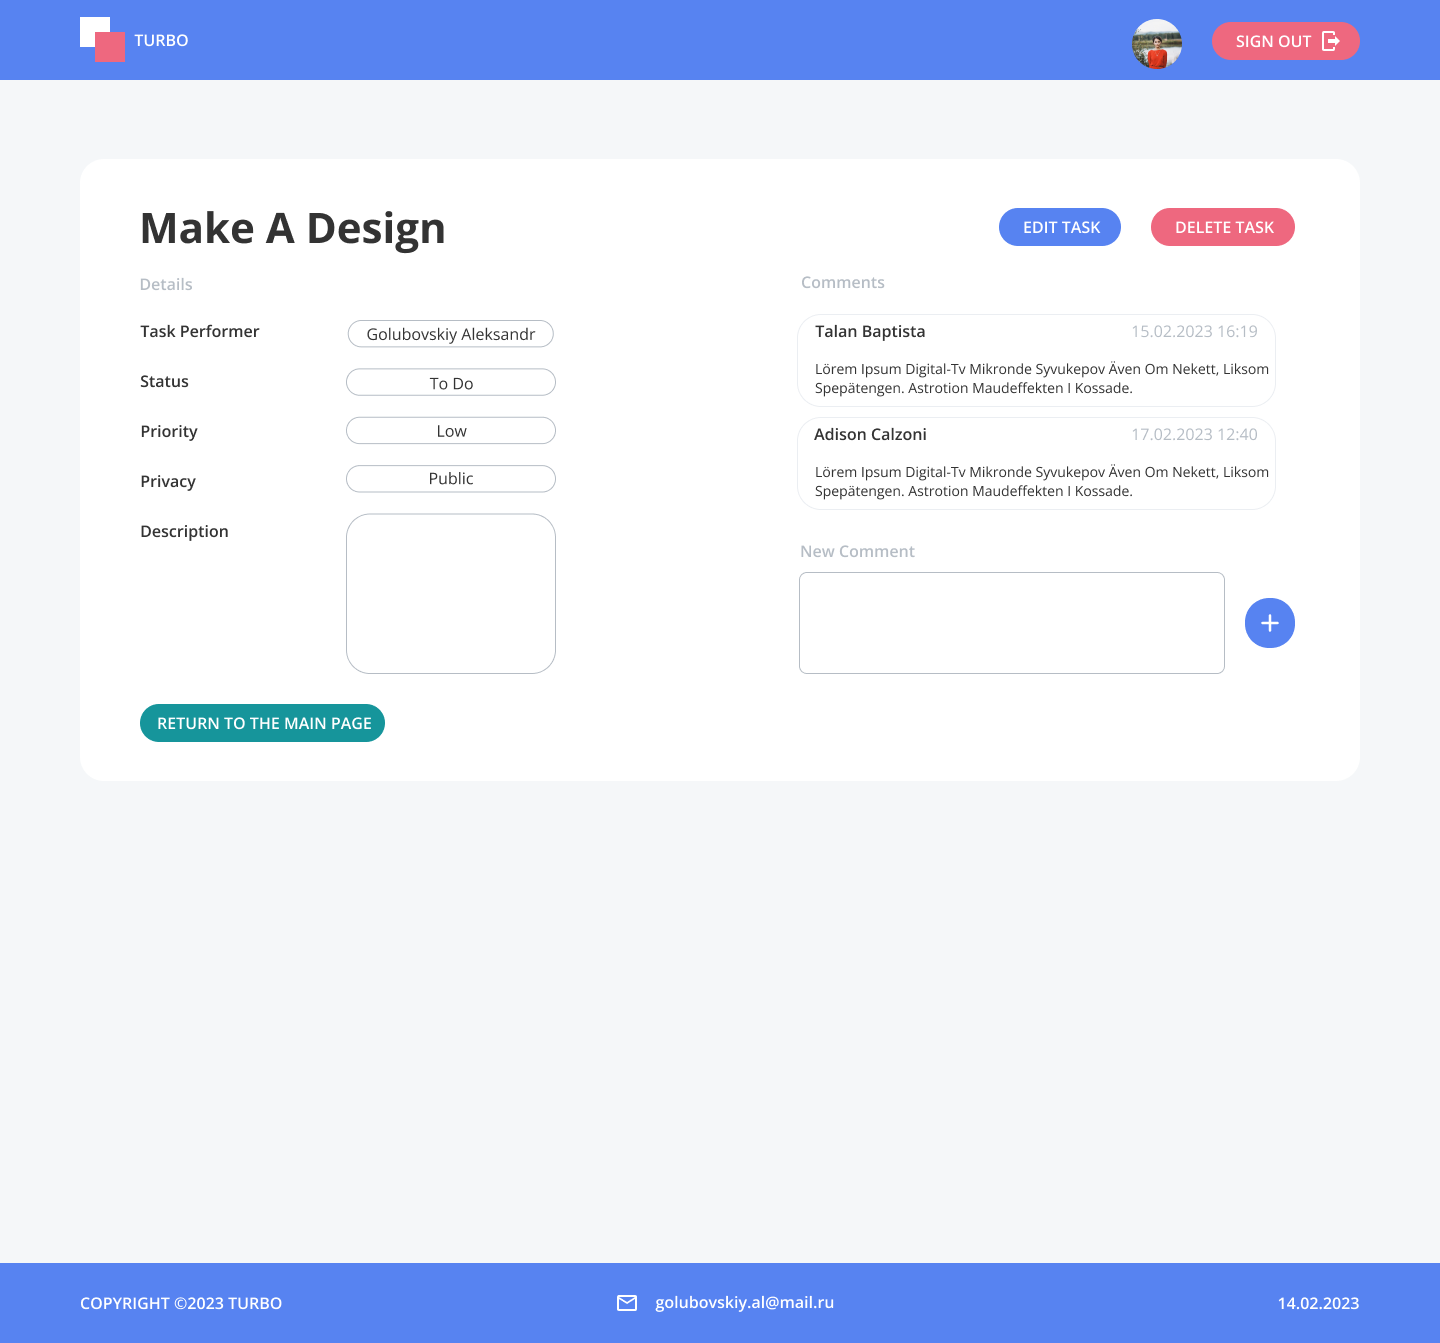 TURBO
SIGN OUT
Make A Design
EDIT TASK
DELETE TASK
Details
Task Performer
Golubovskiy Aleksandr
Status
To Do
Priority
Low
Privacy
Public
Description
RETURN TO THE MAIN PAGE
Comments
Talan Baptista
15.02.2023 16:19
Lörem Ipsum Digital-Tv Mikronde Syvukepov Även Om Nekett, Liksom
Spepätengen. Astrotion Maudeffekten I Kossade.
Adison Calzoni
17.02.2023 12:40
Lörem Ipsum Digital-Tv Mikronde Syvukepov Även Om Nekett, Liksom
Spepätengen. Astrotion Maudeffekten I Kossade.
New Comment
COPYRIGHT ©2023 TURBO
golubovskiy.al@mail.ru
14.02.2023